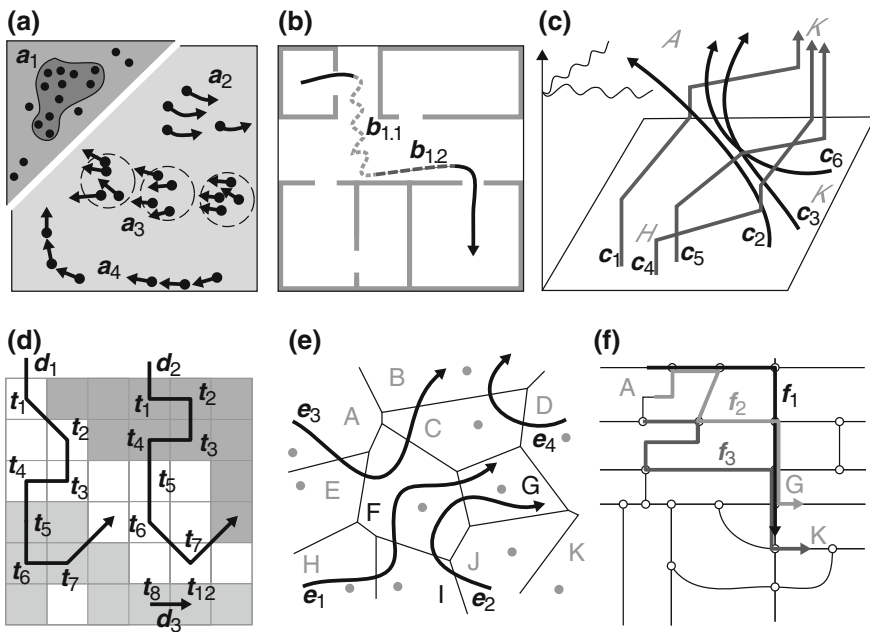 (a)
a1
a2
a3
a4
(b)
b1.1
b1.2
(c)
A
K
H
K
c1
c4
c5
c2
c3
c6
(d)
d1
d2
t1
t2
t3
t4
t5
t6
t7
t1
t2
t3
t4
t5
t6
t7
t8
t12
d3
(e)
B
A
C
D
E
F
G
H
I
J
K
e3
e4
e1
e2
(f)
A
f1
f2
f3
G
K